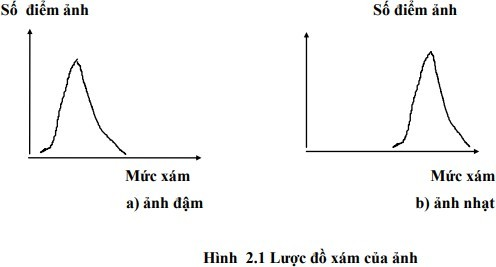 Số điểm ảnh
Số điểm ảnh
Mức xám
Mức xám
a) ảnh đậm
b) ảnh nhạt
Hình 2.1 Lược đồ xám của ảnh